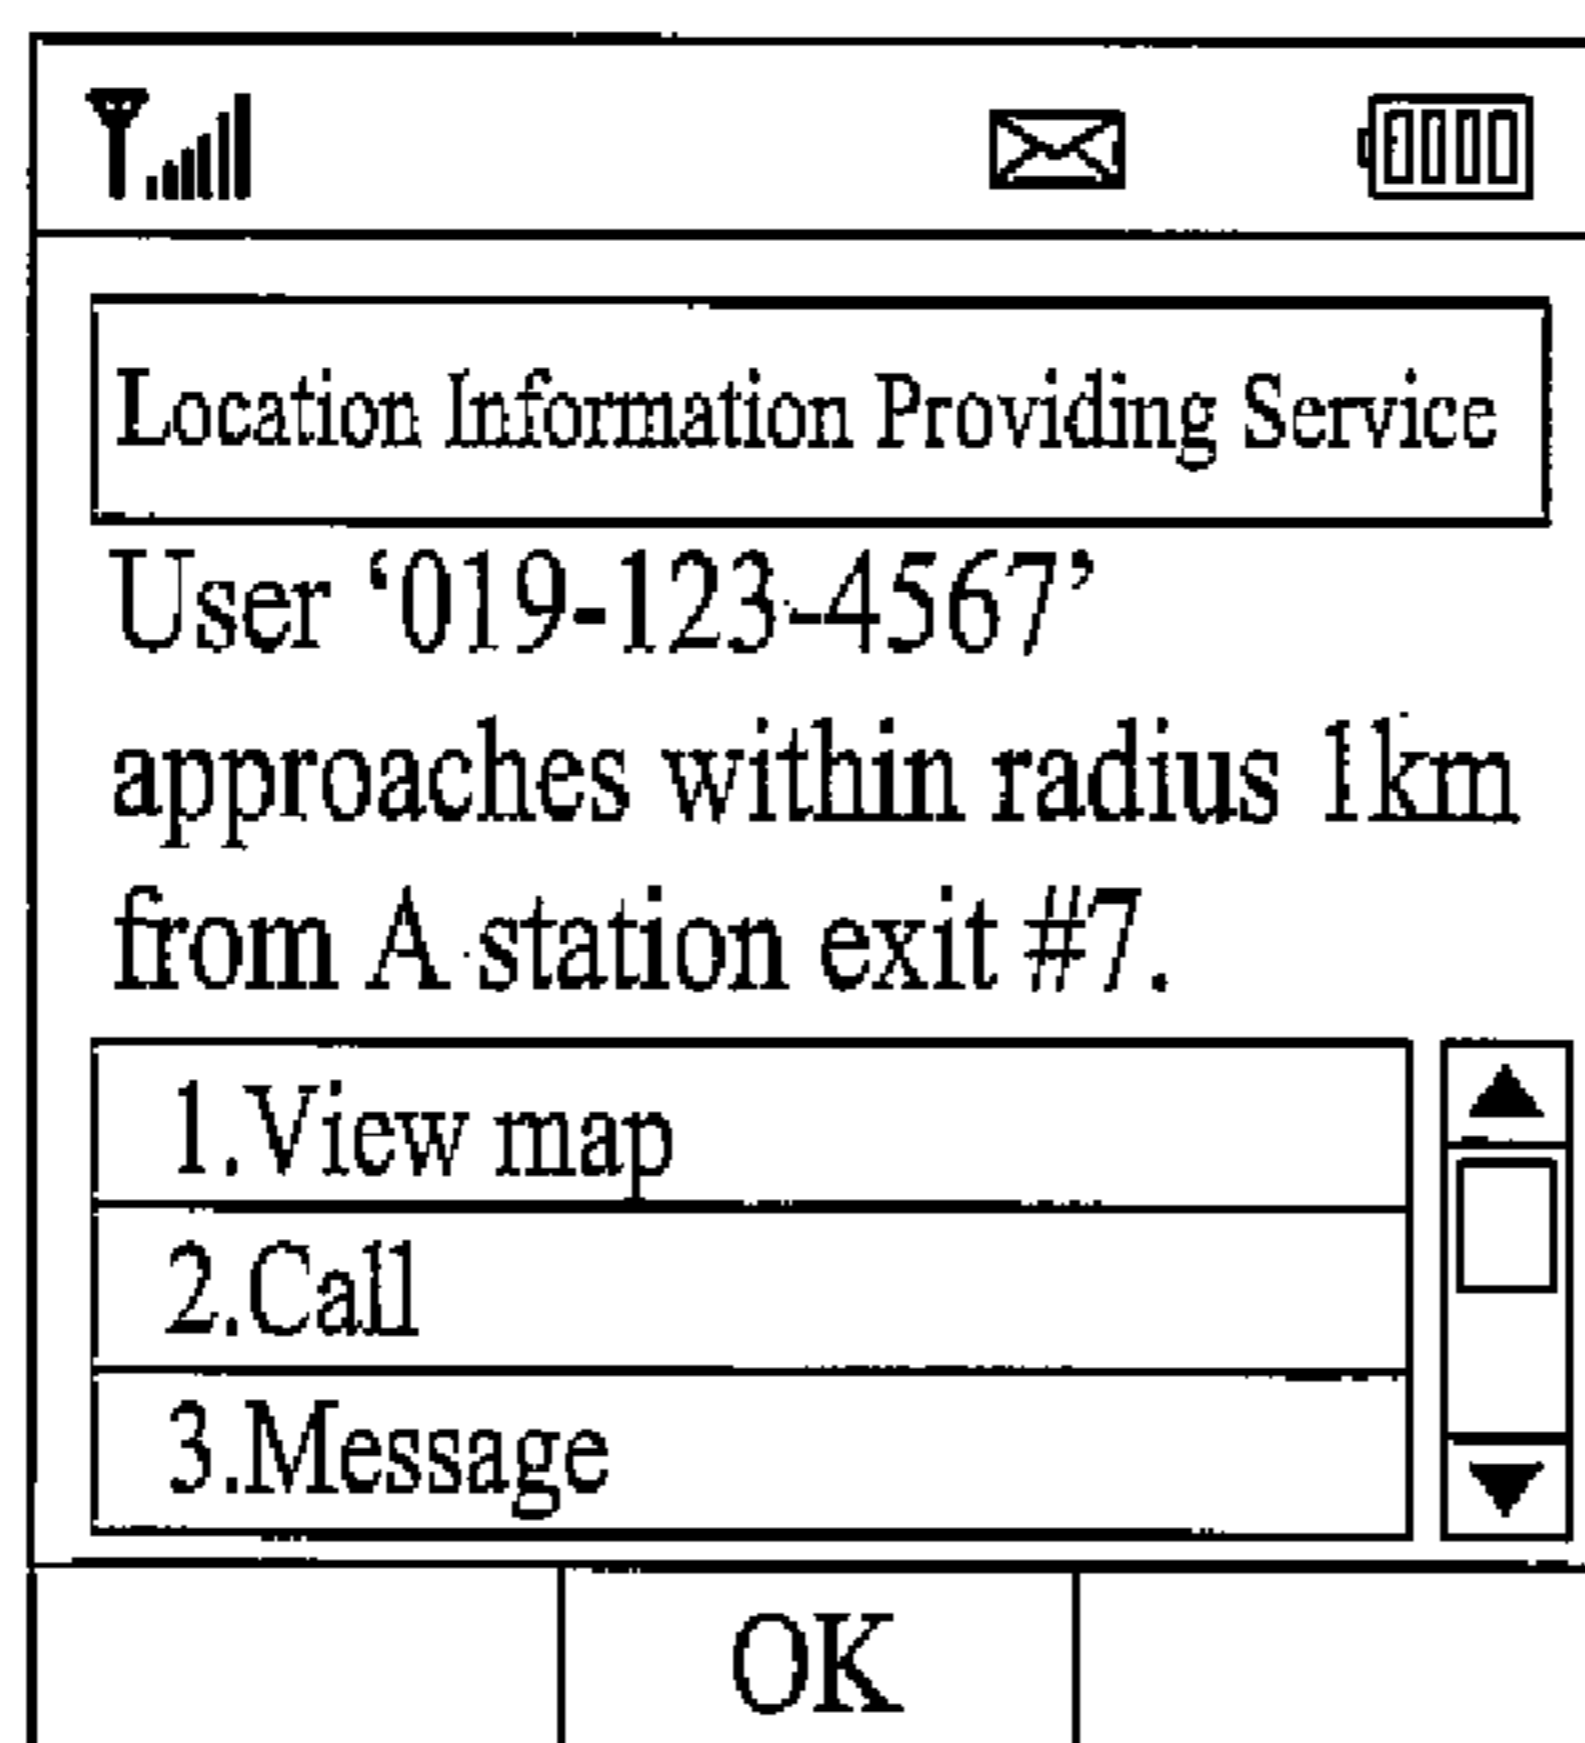 Location Information Providing Service
User ‘019-123-4567’
approaches within radius 1km
from A station exit #7.
1.View map
2.Call
3.Message
OK